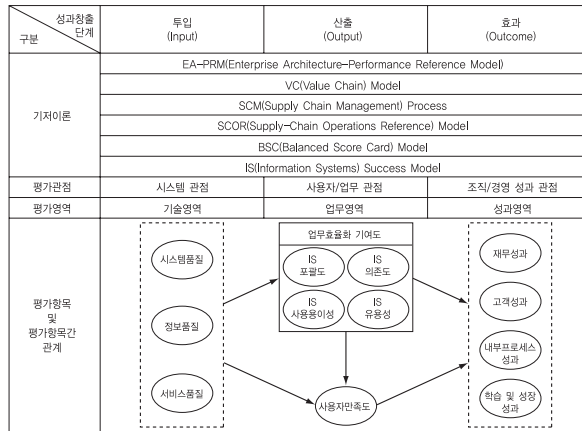 성과창출
단계
구분
투입
(Input)
산출
(Output)
효과
(Outcome)
기저이론
EA-PRM(Enterprise Architecture-Performance Reference Model)
VC(Value Chain) Model
SCM(Supply Chain Management) Process
SCOR(Supply-Chain Operations Reference) Model
BSC(Balanced Score Card) Model
IS(Information Systems) Success Model
평가관점
시스템 관점
사용자/업무 관점
조직/경영 성과 관점
평가영역
기술영역
업무영역
성과영역
평가항목
및
평가항목간
관계
시스템품질
정보품질
서비스품질
업무효율화 기여도
IS
포괄도
IS
의존도
IS
사용용이성
IS
유용성
사용자만족도
재무성과
고객성과
내부프로세스
성과
학습 및 성장
성과